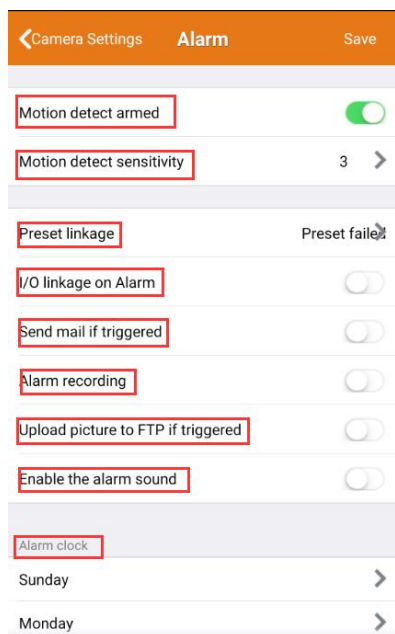 Camera Settings Alarm Save
Motion detect armed
Motion detect sensitivity 3
Preset linkage Preset failed
I/O linkage on Alarm
Send mail if triggered
Alarm recording
Upload picture to FTP if triggered
Enable the alarm sound
Alarm clock
Sunday
Monday